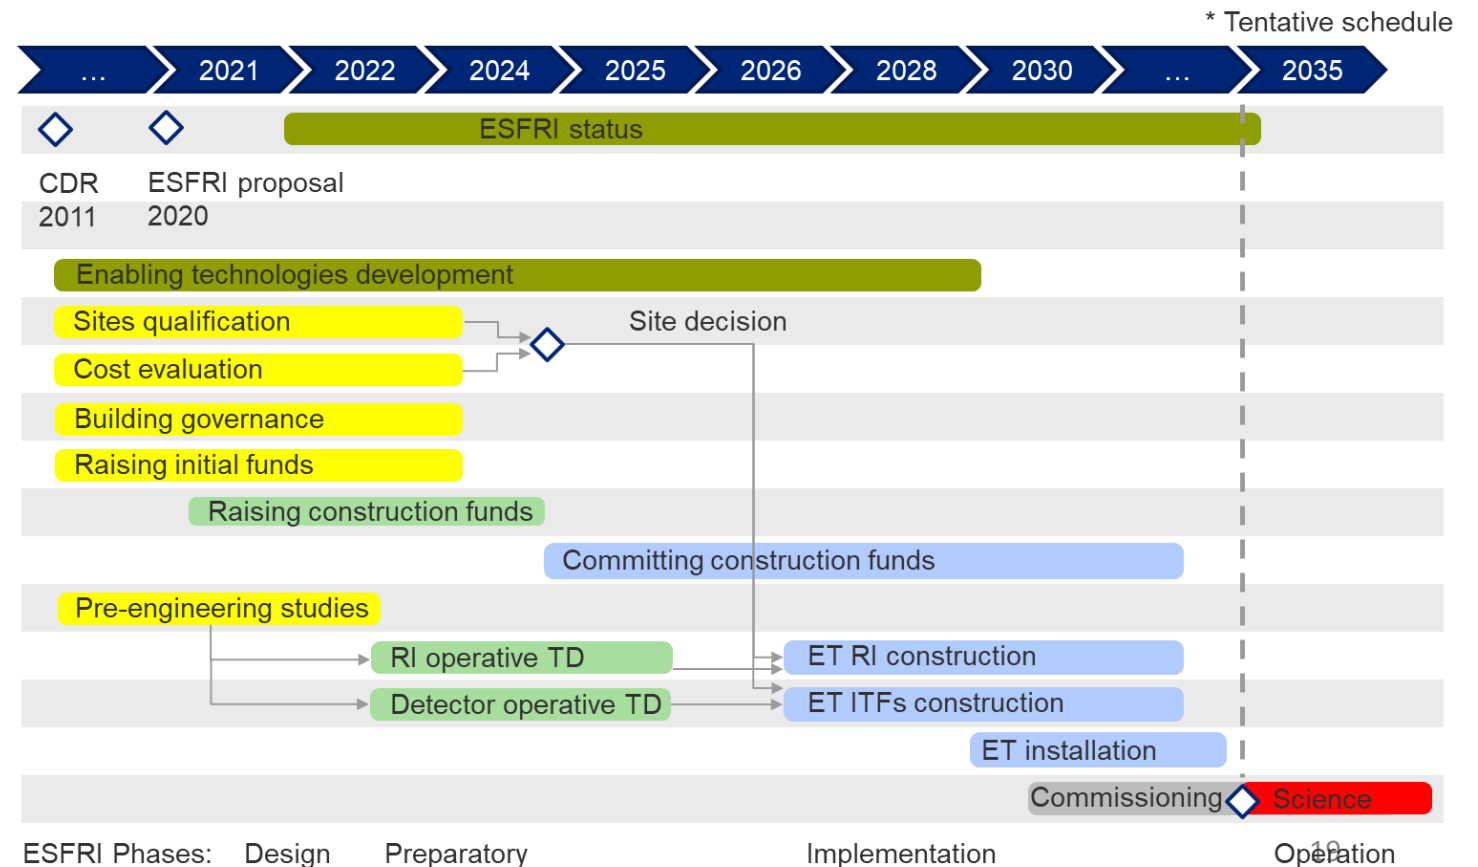 * Tentative schedule
... 2021 2022 2024 2025 2026 2028 2030 ... 2035
ESFRI status
CDR ESFRI proposal
2011 2020
Enabling technologies development
Sites qualification Site decision
Cost evaluation
Building governance
Raising initial funds
Raising construction funds
Committing construction funds
Pre-engineering studies
RI operative TD ET RI construction
Detector operative TD ET ITFs construction
ET installation
Commissioning Science
ESFRI Phases: Design Preparatory Implementation Operation
19